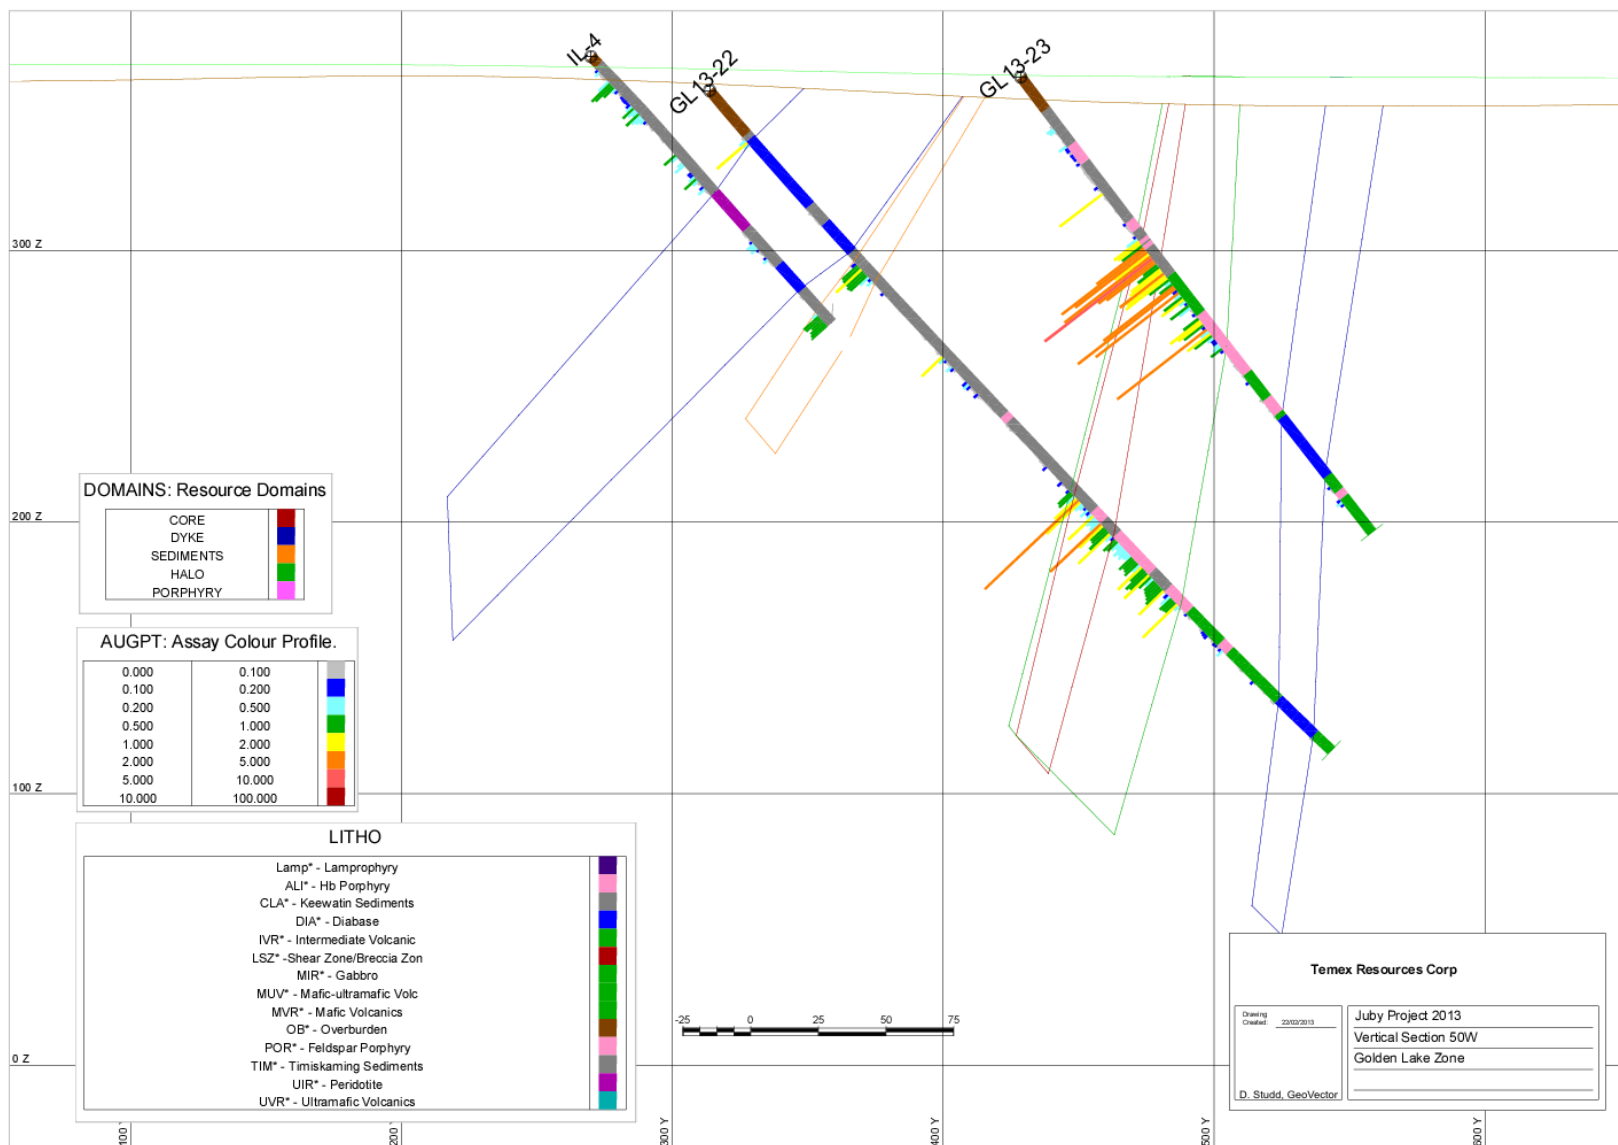 IL-4
GL13-22
GL13-23
300 Z
200 Z
100 Z
0 Z
DOMAINS: Resource Domains
CORE
DYKE
SEDIMENTS
HALO
PORPHYRY
AUGPT: Assay Colour Profile.
0.000 0.100
0.100 0.200
0.200 0.500
0.500 1.000
1.000 2.000
2.000 5.000
5.000 10.000
10.000 100.000
LITHO
Lamp* - Lamprophyry
ALI* - Hb Porphyry
CLA* - Keewatin Sediments
DIA* - Diabase
IVR* - Intermediate Volcanic
LSZ* -Shear Zone/Breccia Zon
MIR* - Gabbro
MUV* - Mafic-ultramafic Volc
MVR* - Mafic Volcanics
OB* - Overburden
POR* - Feldspar Porphyry
TIM* - Timiskaming Sediments
UIR* - Peridotite
UVR* - Ultramafic Volcanics
-25 0 25 50 75
Temex Resources Corp
Drawing
Created: 22/02/2013
Juby Project 2013
Vertical Section 50W
Golden Lake Zone
D. Studd, GeoVector
100 Y
200 Y
300 Y
400 Y
500 Y
600 Y